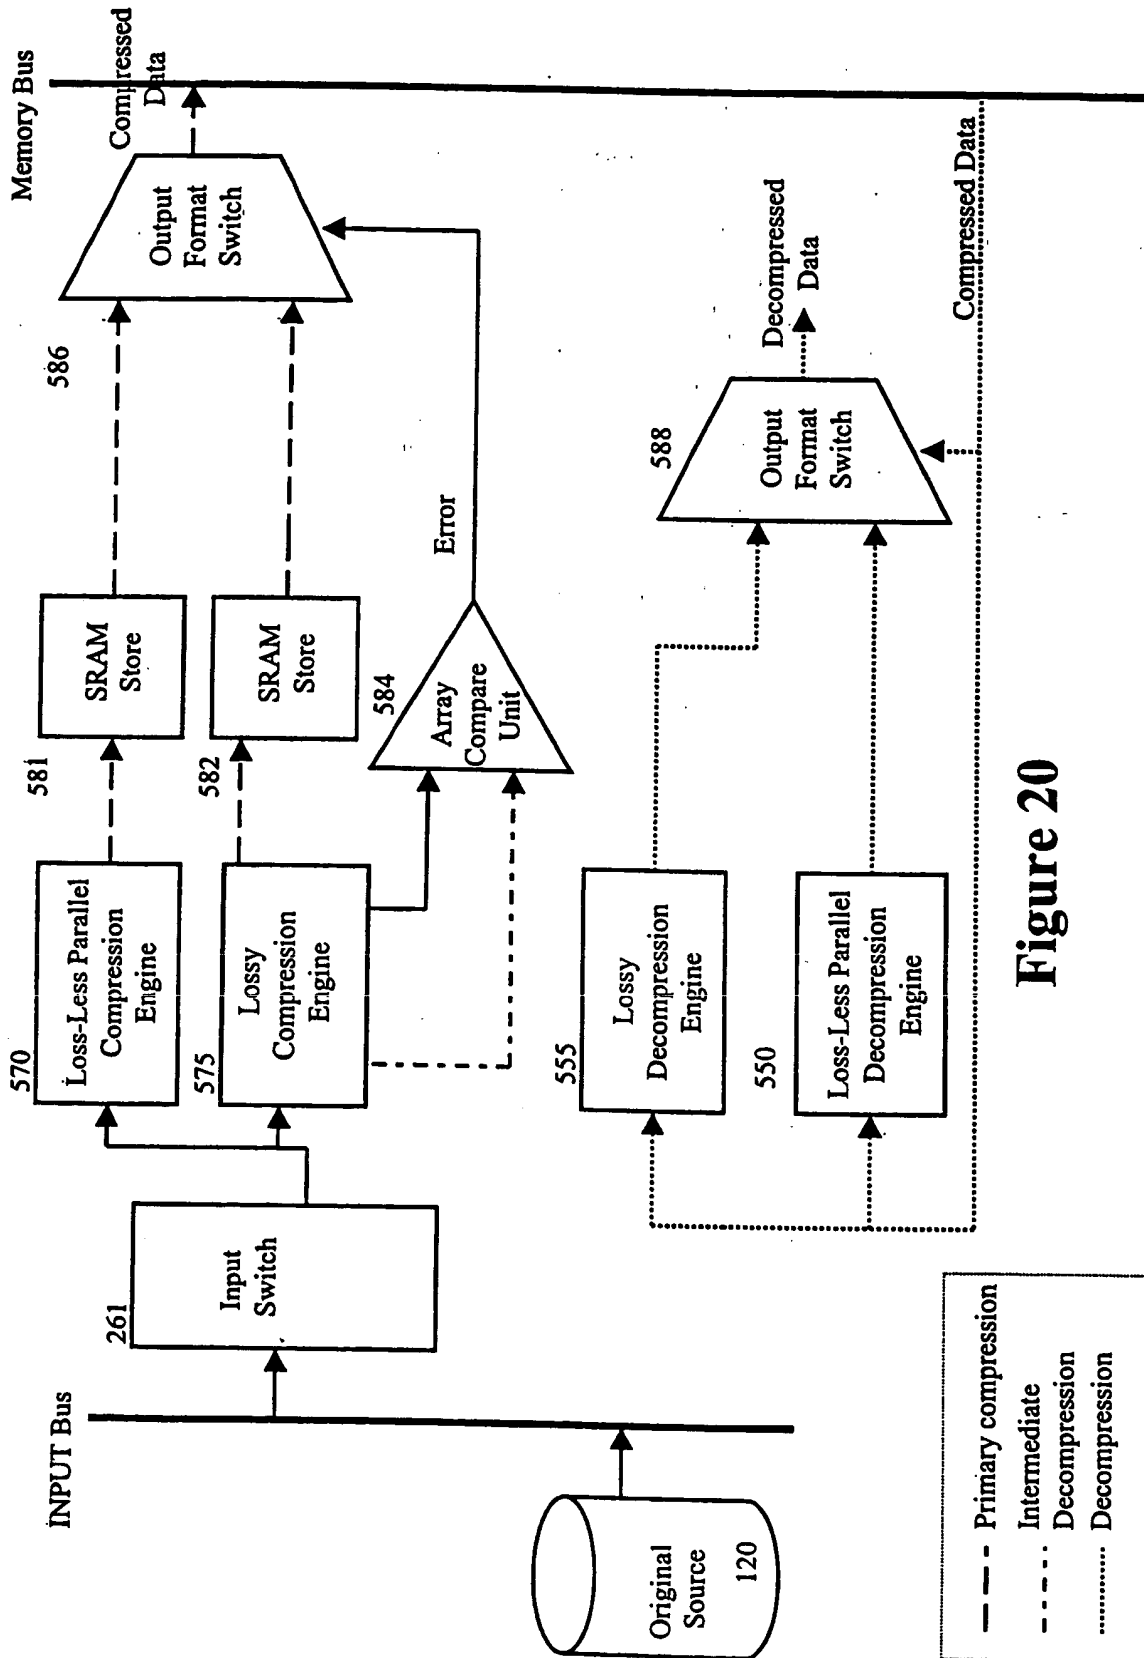 INPUT Bus
Memory Bus
Original
Source
120
261
Input
Switch
570
Loss-Less Parallel
Compression
Engine
575
Lossy
Compression
Engine
581
SRAM
Store
582
SRAM
Store
584
Array
Compare
Unit
Error
586
Output
Format
Switch
Compressed
Data
555
Lossy
Decompression
Engine
550
Loss-Less Parallel
Decompression
Engine
588
Output
Format
Switch
Decompressed
Data
Compressed Data
Primary compression
Intermediate
Decompression
Decompression
Figure 20